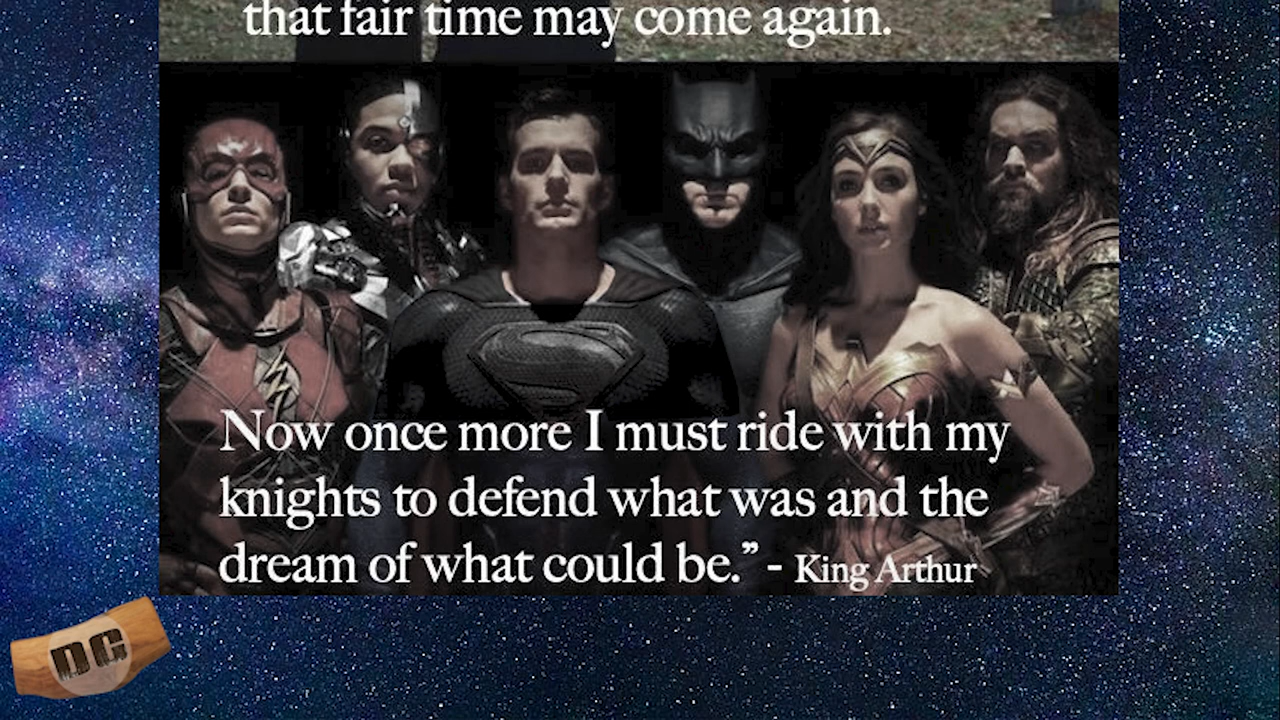 that fair time may come again.
Now once more I must ride with my
knights to defend what was and the
dream of what could be.” - King Arthur
DC